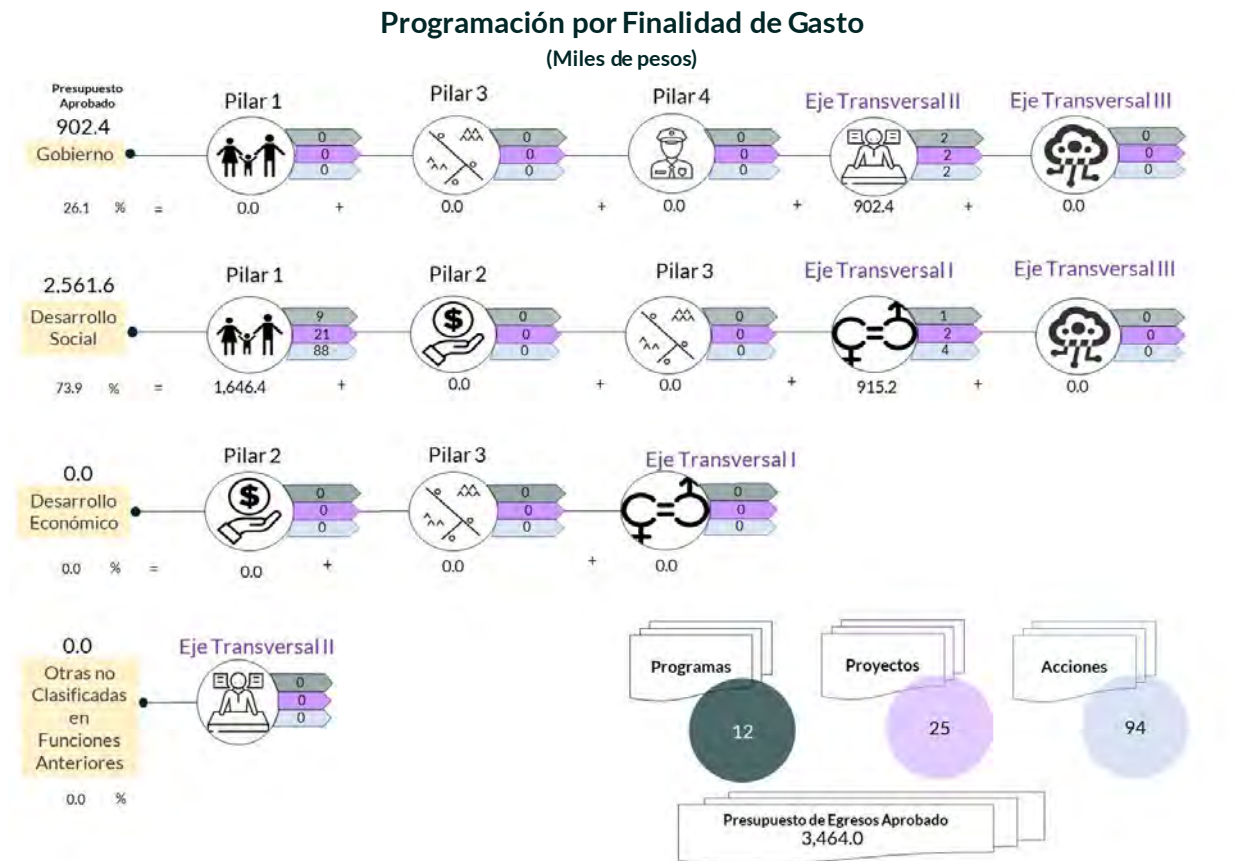 Programación por Finalidad de Gasto
(Miles de pesos)
Presupuesto
Aprobado
902.4
Gobierno
Pilar 1
0
0
0
Pilar 3
0
0
0
Pilar 4
0
0
0
Eje Transversal II
2
2
2
Eje Transversal III
0
0
0
26.1 % = 0.0 + 0.0 + 0.0 + 902.4 + 0.0
2,561.6
Desarrollo
Social
Pilar 1
9
21
88
Pilar 2
0
0
0
Pilar 3
0
0
0
Eje Transversal I
1
2
4
Eje Transversal III
0
0
0
73.9 % = 1,646.4 + 0.0 + 0.0 + 915.2 + 0.0
0.0
Desarrollo
Económico
Pilar 2
$
0
0
0
Pilar 3
0
0
0
Eje Transversal I
0
0
0
0.0 % = 0.0 + 0.0 + 0.0
0.0
Otras no
Clasificadas
en
Funciones
Anteriores
0.0 %
Eje Transversal II
0
0
0
Programas
12
Proyectos
25
Acciones
94
Presupuesto de Egresos Aprobado
3,464.0